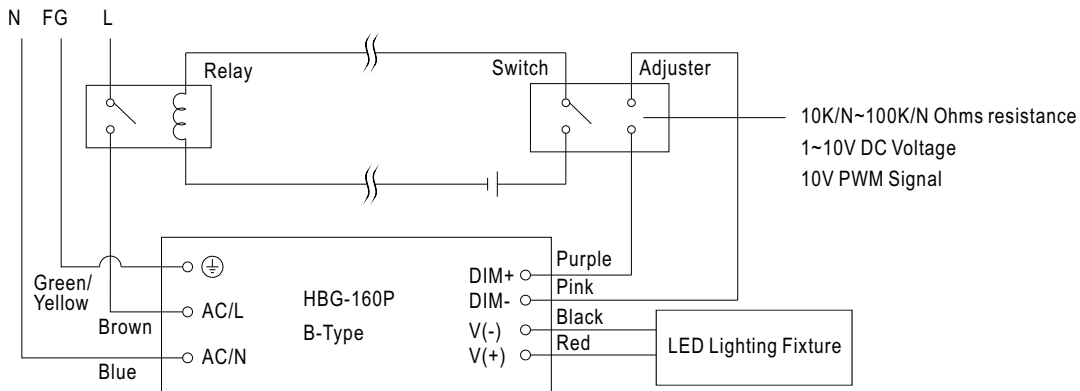 N FG L
Relay
Switch
Adjuster
10K/N~100K/N Ohms resistance
1~10V DC Voltage
10V PWM Signal
Green/
Yellow
Brown
Blue
AC/L
AC/N
HBG-160P
B-Type
DIM+
DIM-
V(-)
V(+)
Purple
Pink
Black
Red
LED Lighting Fixture